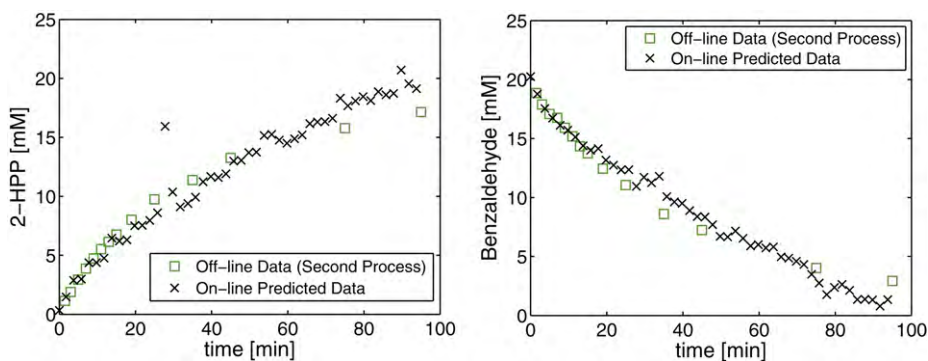 25
20
15
10
5
0
2-HPP [mM]
Off-line Data (Second Process)
On-line Predicted Data
0 20 40 60 80 100
time [min]
25
20
15
10
5
0
Benzaldehyde [mM]
Off-line Data (Second Process)
On-line Predicted Data
0 20 40 60 80 100
time [min]